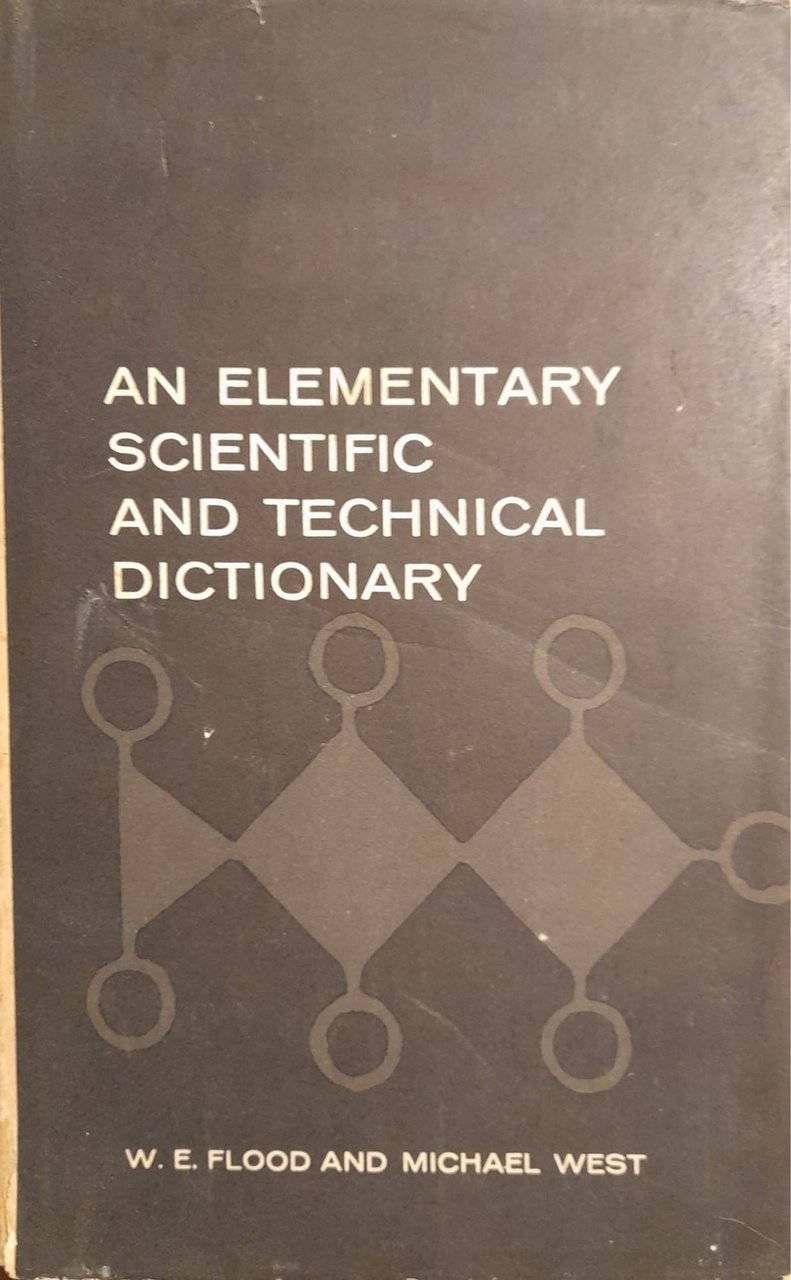 AN ELEMENTARY
SCIENTIFIC
AND TECHNICAL
DICTIONARY
W. E. FLOOD AND MICHAEL WEST